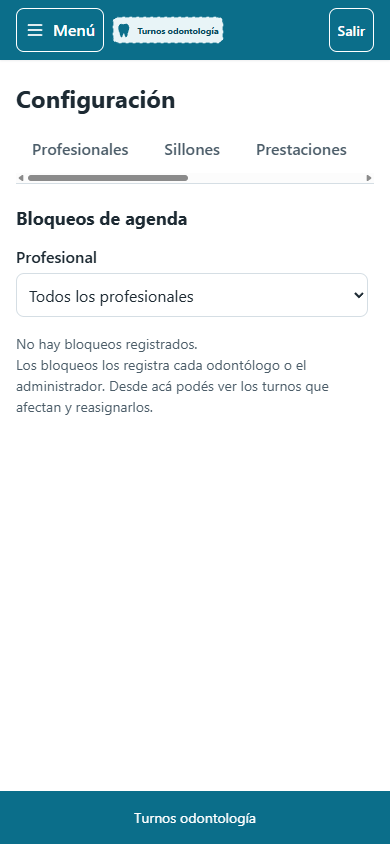 Menú
Turnos odontología
Salir
Configuración
Profesionales Sillones Prestaciones
Bloqueos de agenda
Profesional
Todos los profesionales
No hay bloqueos registrados.
Los bloqueos los registra cada odontólogo o el
administrador. Desde acá podés ver los turnos que
afectan y reasignarlos.
Turnos odontología